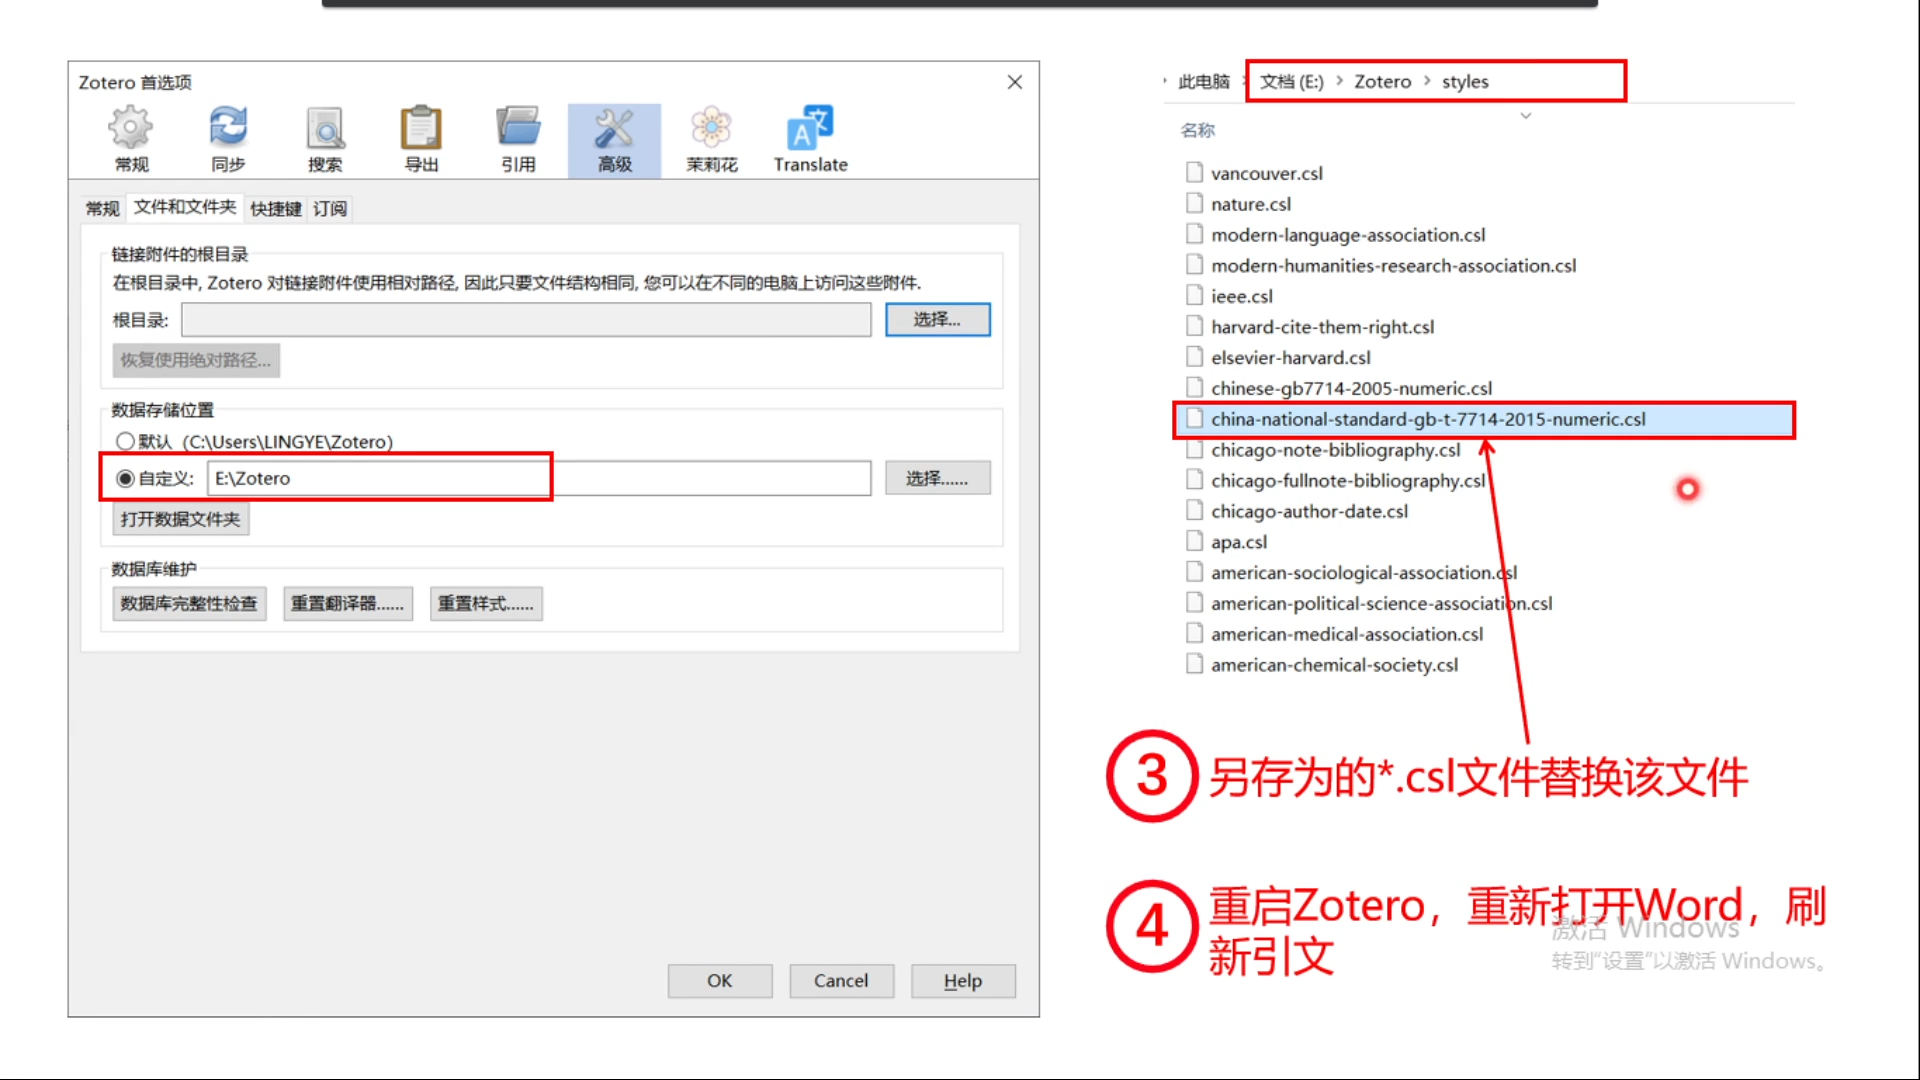 Zotero 首选项
常规
同步
搜索
导出
引用
高级
茉莉花
Translate
常规
文件和文件夹
快捷键
订阅
链接附件的根目录
在根目录中, Zotero 对链接附件使用相对路径, 因此只要文件结构相同, 您可以在不同的电脑上访问这些附件.
根目录:
选择...
恢复使用绝对路径...
数据存储位置
默认 (C:\Users\LINGYE\Zotero)
自定义: E:\Zotero
选择......
打开数据文件夹
数据库维护
数据库完整性检查
重置翻译器......
重置样式......
OK
Cancel
Help
此电脑 › 文档 (E:) › Zotero › styles
名称
vancouver.csl
nature.csl
modern-language-association.csl
modern-humanities-research-association.csl
ieee.csl
harvard-cite-them-right.csl
elsevier-harvard.csl
chinese-gb7714-2005-numeric.csl
china-national-standard-gb-t-7714-2015-numeric.csl
chicago-note-bibliography.csl
chicago-fullnote-bibliography.csl
chicago-author-date.csl
apa.csl
american-sociological-association.csl
american-political-science-association.csl
american-medical-association.csl
american-chemical-society.csl
3 另存为的*.csl文件替换该文件
4 重启Zotero，重新打开Word，刷
新引文
激活 Windows
转到“设置”以激活 Windows。